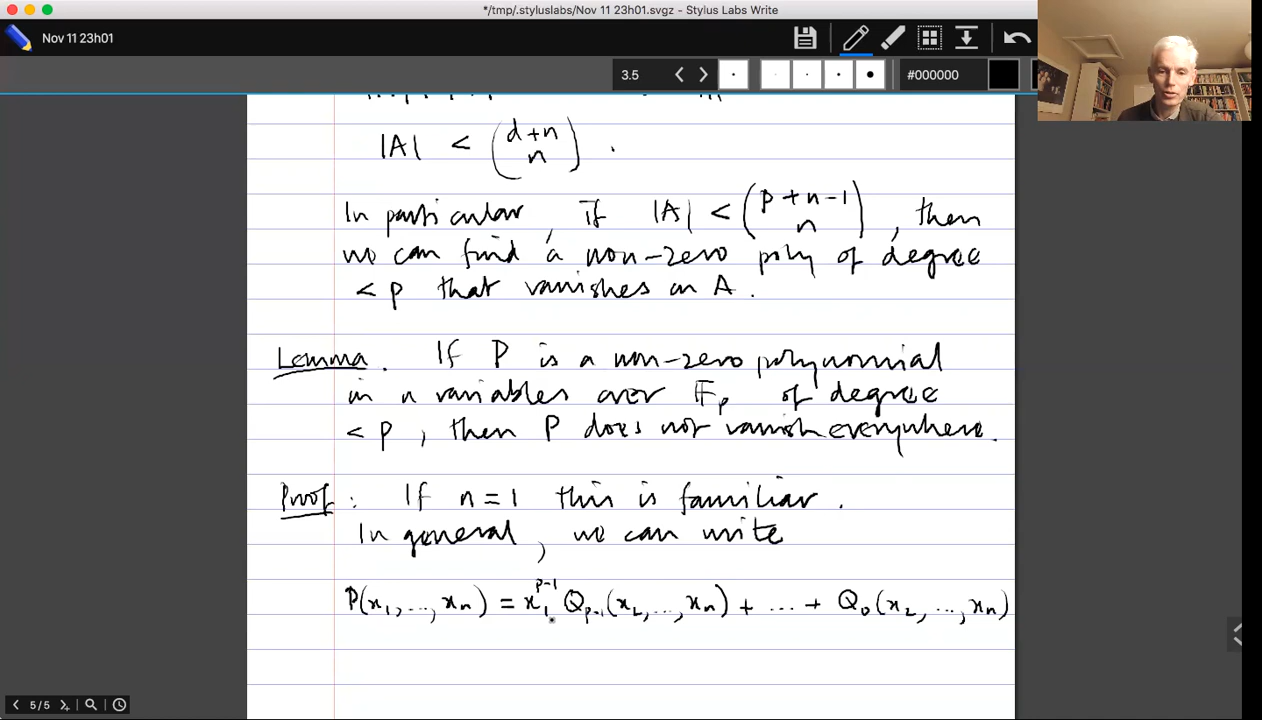 */tmp/.styluslabs/Nov 11 23h01.svgz - Stylus Labs Write
Nov 11 23h01
3.5
#000000
|A| < (d+n n) .
In particular, if |A| < (p+n-1 n), then
we can find a non-zero poly of degree
< p that vanishes on A.
Lemma. If P is a non-zero polynomial
in n variables over 𝔽_p of degree
< p, then P does not vanish everywhere.
Proof: If n=1 this is familiar.
In general, we can write
P(x_1,...,x_n) = x_1^{p-1} Q_{p-1}(x_2,...,x_n) + ... + Q_0(x_2,...,x_n)
5/5